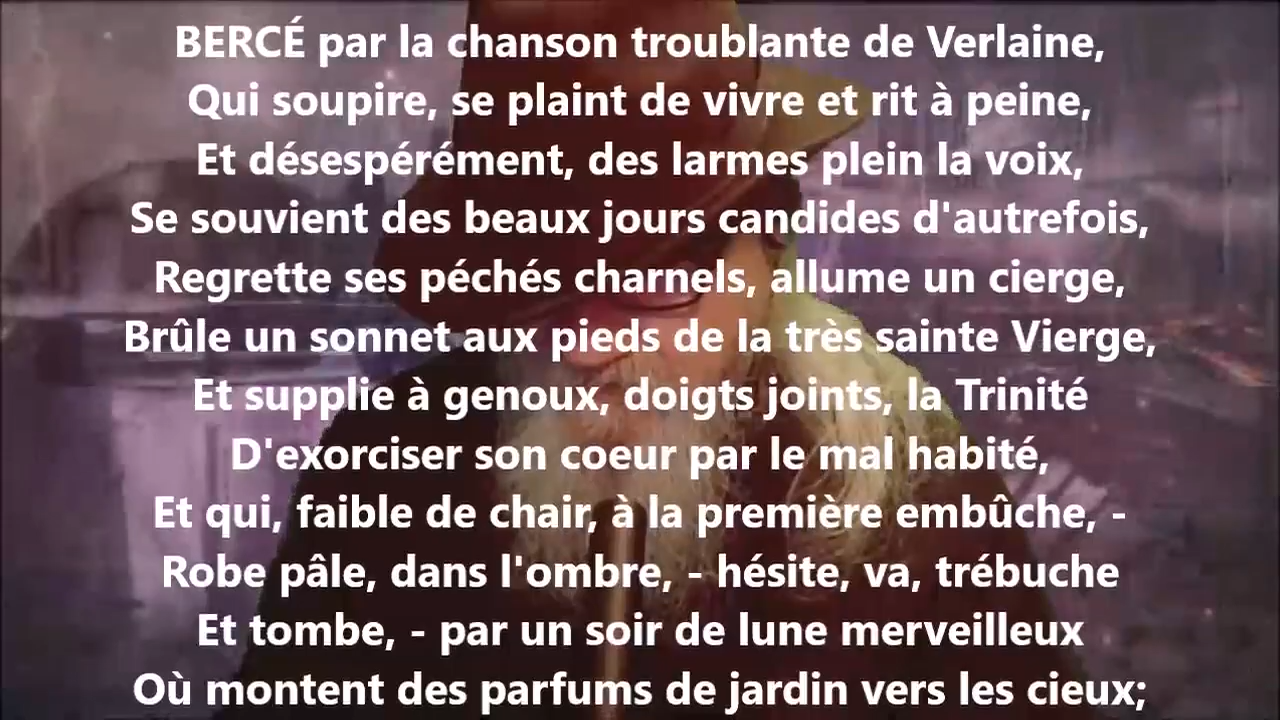 BERCÉ par la chanson troublante de Verlaine,
Qui soupire, se plaint de vivre et rit à peine,
Et désespérément, des larmes plein la voix,
Se souvient des beaux jours candides d'autrefois,
Regrette ses péchés charnels, allume un cierge,
Brûle un sonnet aux pieds de la très sainte Vierge,
Et supplie à genoux, doigts joints, la Trinité
D'exorciser son coeur par le mal habité,
Et qui, faible de chair, à la première embûche, -
Robe pâle, dans l'ombre, - hésite, va, trébuche
Et tombe, - par un soir de lune merveilleux
Où montent des parfums de jardin vers les cieux;